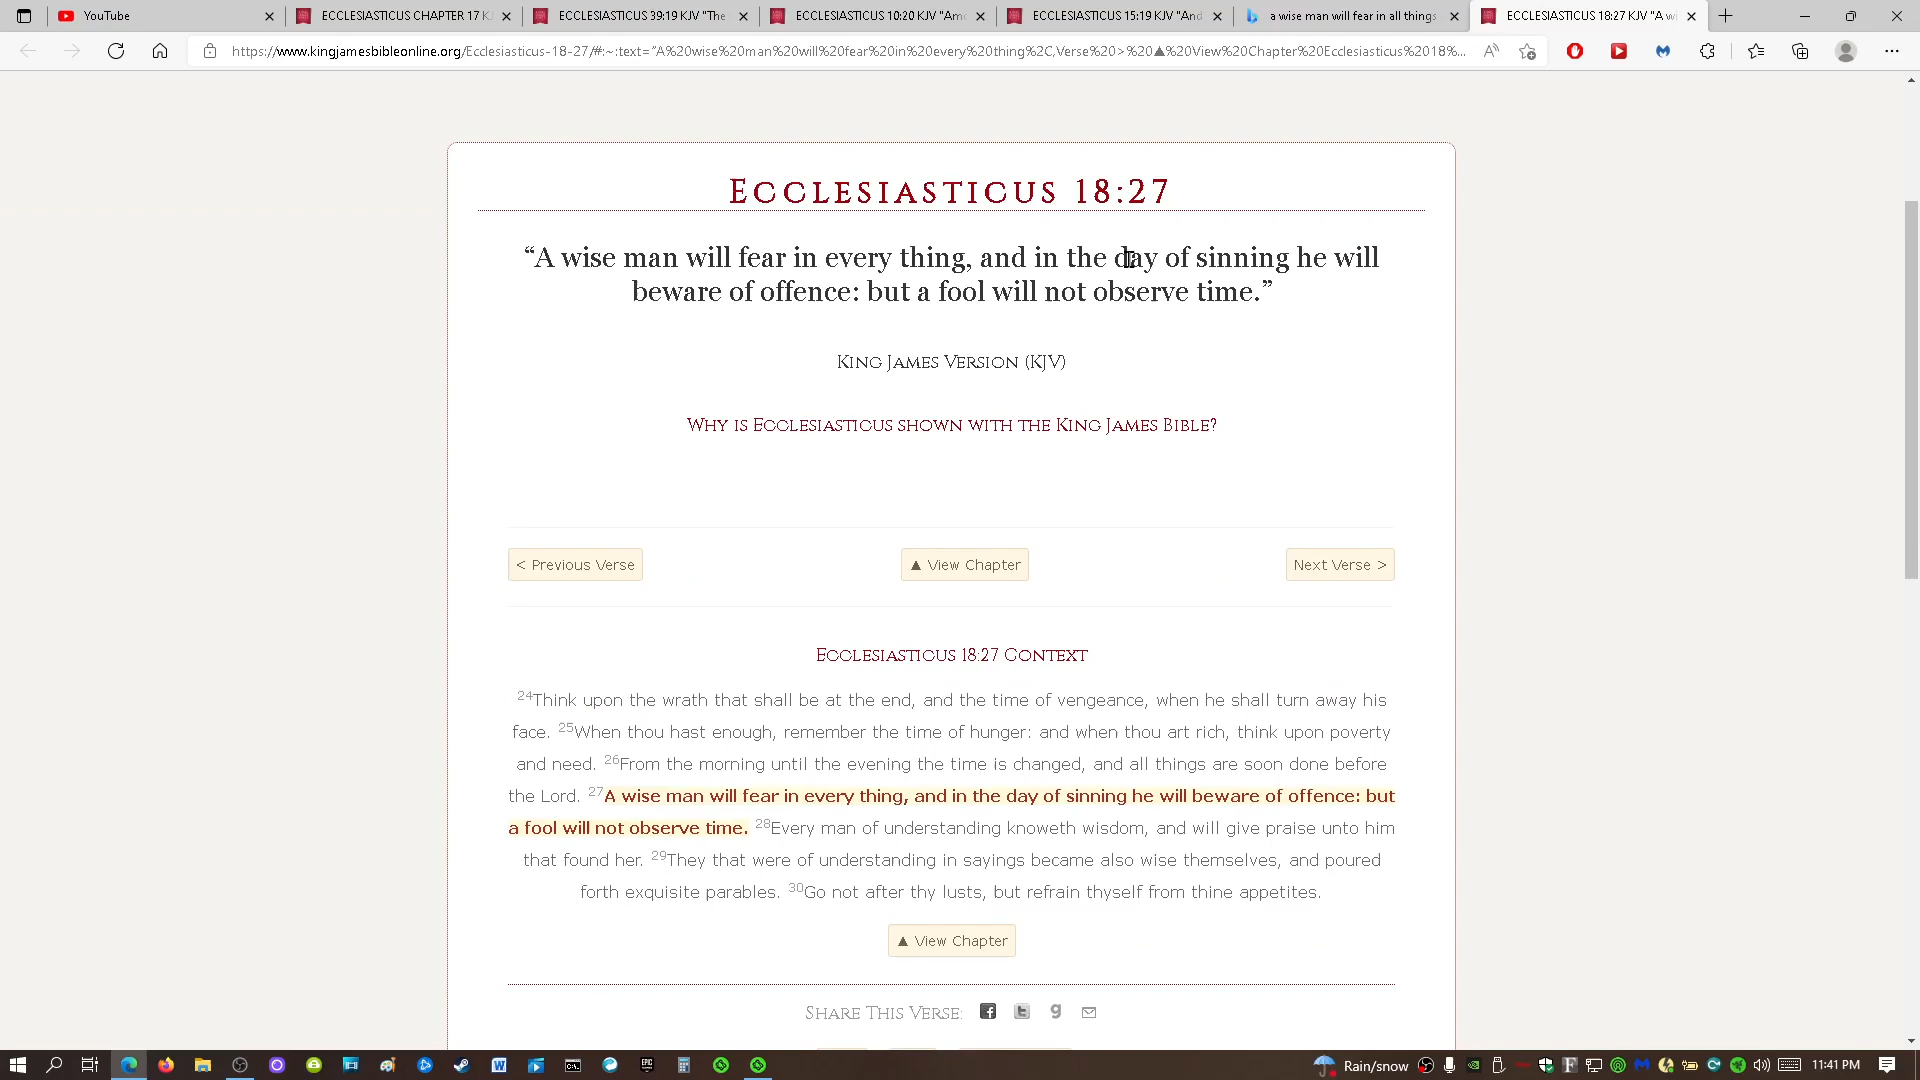 YouTube
ECCLESIASTICUS CHAPTER 17 KJ
ECCLESIASTICUS 39:19 KJV "The
ECCLESIASTICUS 10:20 KJV "Amo
ECCLESIASTICUS 15:19 KJV "And
a wise man will fear in all things
ECCLESIASTICUS 18:27 KJV "A wi
https://www.kingjamesbibleonline.org/Ecclesiasticus-18-27/#:~:text="A%20wise%20man%20will%20fear%20in%20every%20thing%2C,Verse%20>%20▲%20View%20Chapter%20Ecclesiasticus%2018%...
Ecclesiasticus 18:27
“A wise man will fear in every thing, and in the day of sinning he will
beware of offence: but a fool will not observe time.”
King James Version (KJV)
Why is Ecclesiasticus shown with the King James Bible?
< Previous Verse
▲ View Chapter
Next Verse >
Ecclesiasticus 18:27 Context
24Think upon the wrath that shall be at the end, and the time of vengeance, when he shall turn away his
face. 25When thou hast enough, remember the time of hunger: and when thou art rich, think upon poverty
and need. 26From the morning until the evening the time is changed, and all things are soon done before
the Lord. 27A wise man will fear in every thing, and in the day of sinning he will beware of offence: but
a fool will not observe time. 28Every man of understanding knoweth wisdom, and will give praise unto him
that found her. 29They that were of understanding in sayings became also wise themselves, and poured
forth exquisite parables. 30Go not after thy lusts, but refrain thyself from thine appetites.
▲ View Chapter
Share This Verse:
Rain/snow
11:41 PM